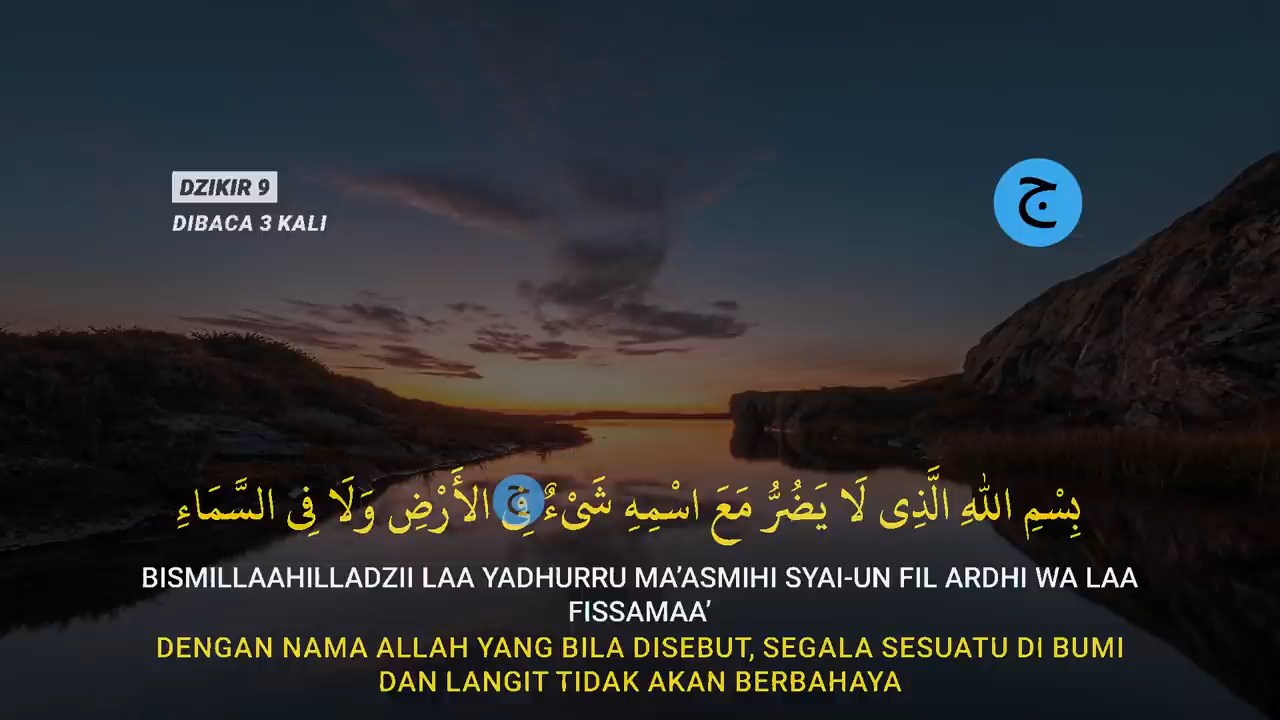 DZIKIR 9
DIBACA 3 KALI
ج
بِسْمِ اللهِ الَّذِى لَا يَضُرُّ مَعَ اسْمِهِ شَىْءٌ فِى الأَرْضِ وَلَا فِى السَّمَاءِ
ج
BISMILLAAHILLADZII LAA YADHURRU MA’ASMIHI SYAI-UN FIL ARDHI WA LAA
FISSAMAA’
DENGAN NAMA ALLAH YANG BILA DISEBUT, SEGALA SESUATU DI BUMI
DAN LANGIT TIDAK AKAN BERBAHAYA